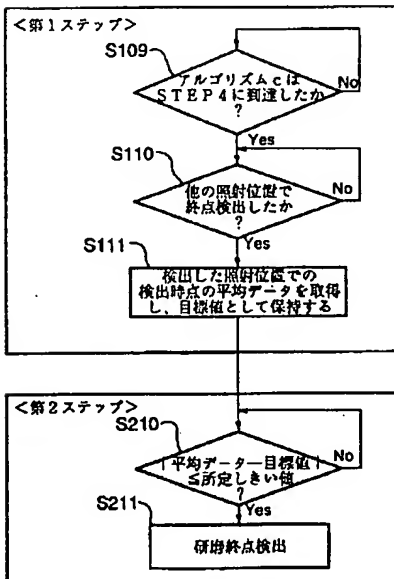 <第1ステップ>
S109
アルゴリズムcは
STEP4に到達したか
?
No
Yes
S110
他の照射位置で
終点検出したか
?
No
Yes
S111
検出した照射位置での
検出時点の平均データを取得
し、目標値として保持する
<第2ステップ>
S210
|平均データー目標値|
≦所定しきい値
?
No
Yes
S211
研磨終点検出